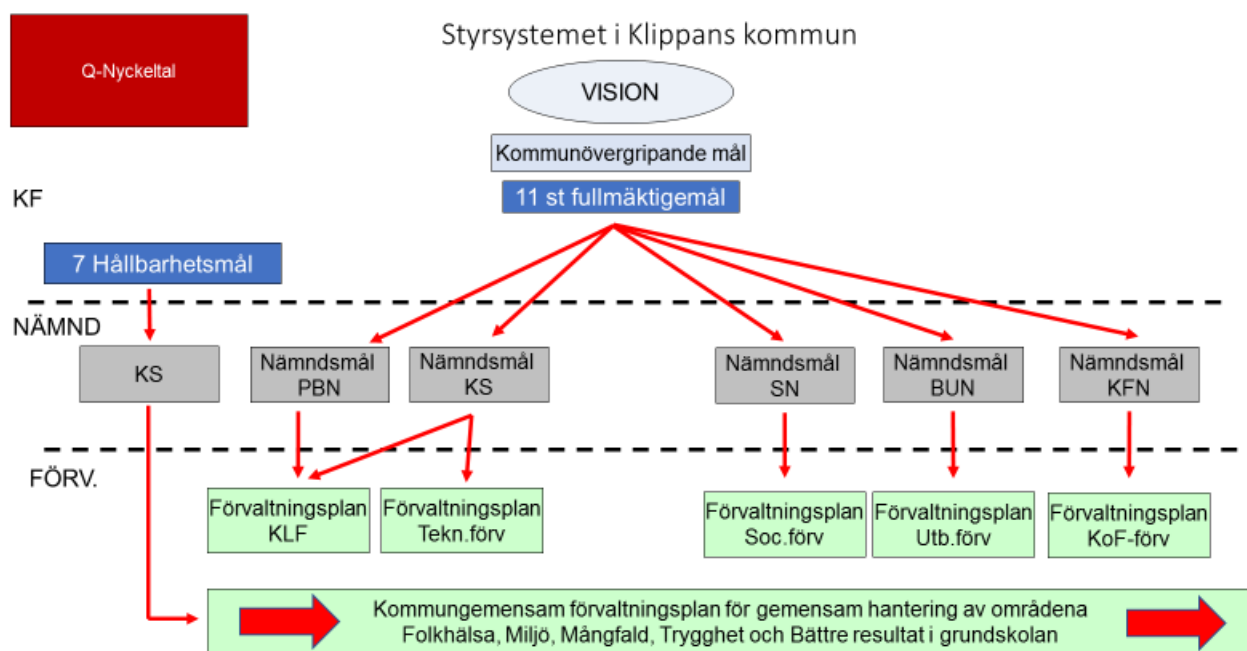 Styrsystemet i Klippans kommun
Q-Nyckeltal
VISION
Kommunövergripande mål
KF
11 st fullmäktigemål
7 Hållbarhetsmål
NÄMND
KS
Nämndsmål
PBN
Nämndsmål
KS
Nämndsmål
SN
Nämndsmål
BUN
Nämndsmål
KFN
FÖRV.
Förvaltningsplan
KLF
Förvaltningsplan
Tekn.förv
Förvaltningsplan
Soc.förv
Förvaltningsplan
Utb.förv
Förvaltningsplan
KoF-förv
Kommungemensam förvaltningsplan för gemensam hantering av områdena
Folkhälsa, Miljö, Mångfald, Trygghet och Bättre resultat i grundskolan